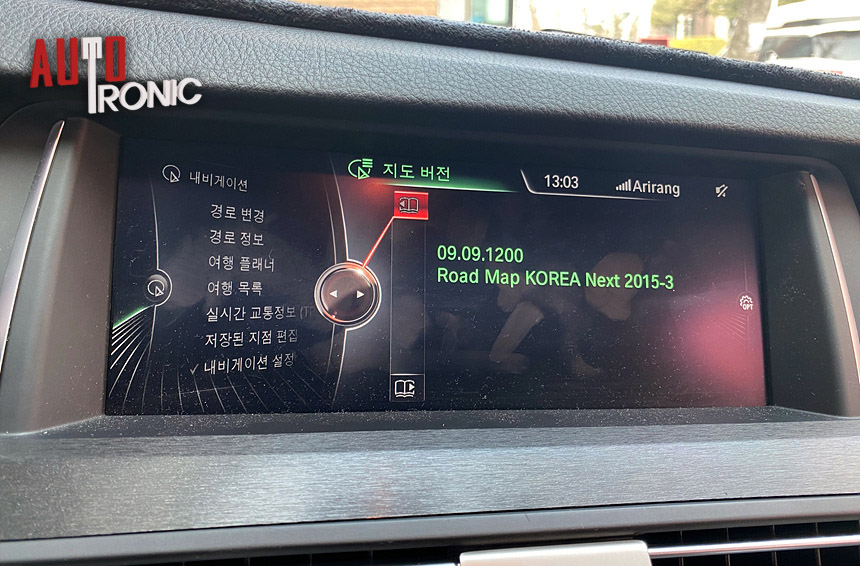 AUTO
TRONIC
내비게이션
경로 변경
경로 정보
여행 플래너
여행 목록
실시간 교통정보 (T
저장된 지점 편집
✓ 내비게이션 설정
지도 버전
13:03
Arirang
09.09.1200
Road Map KOREA Next 2015-3
OPT